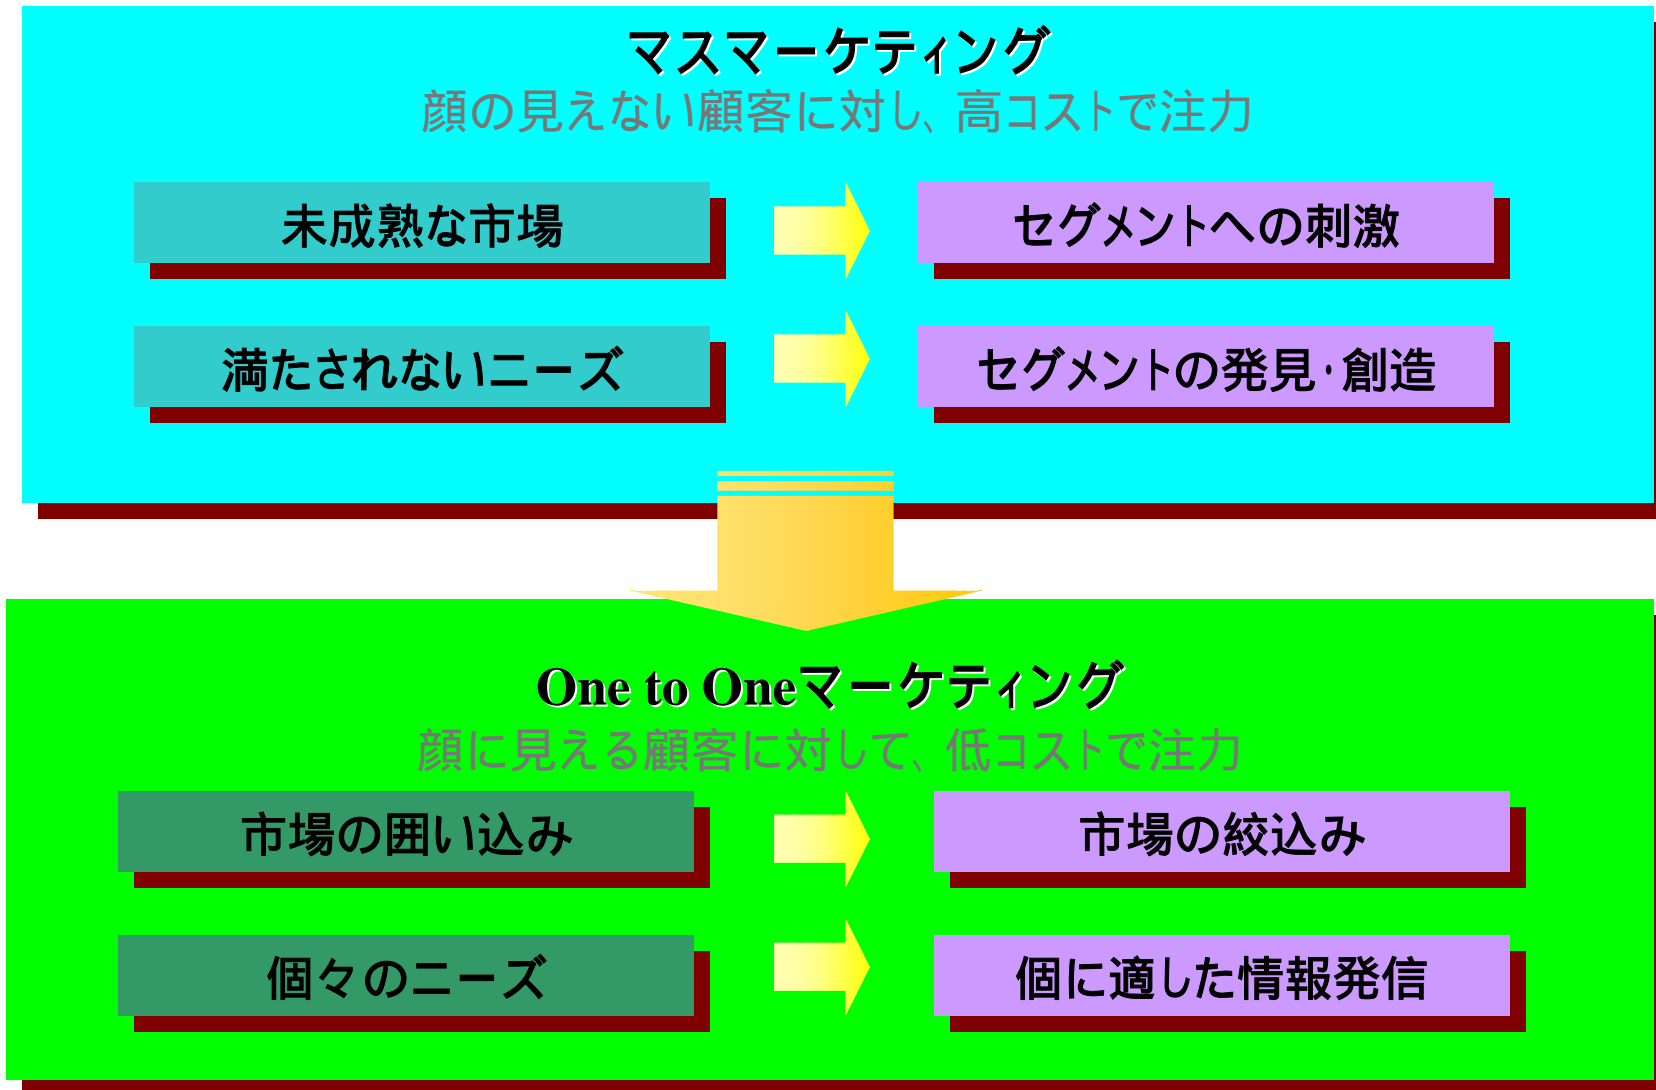 マスマーケティング
顔の見えない顧客に対し、高コストで注力
未成熟な市場
セグメントへの刺激
満たされないニーズ
セグメントの発見・創造
One to Oneマーケティング
顔に見える顧客に対して、低コストで注力
市場の囲い込み
市場の絞込み
個々のニーズ
個に適した情報発信